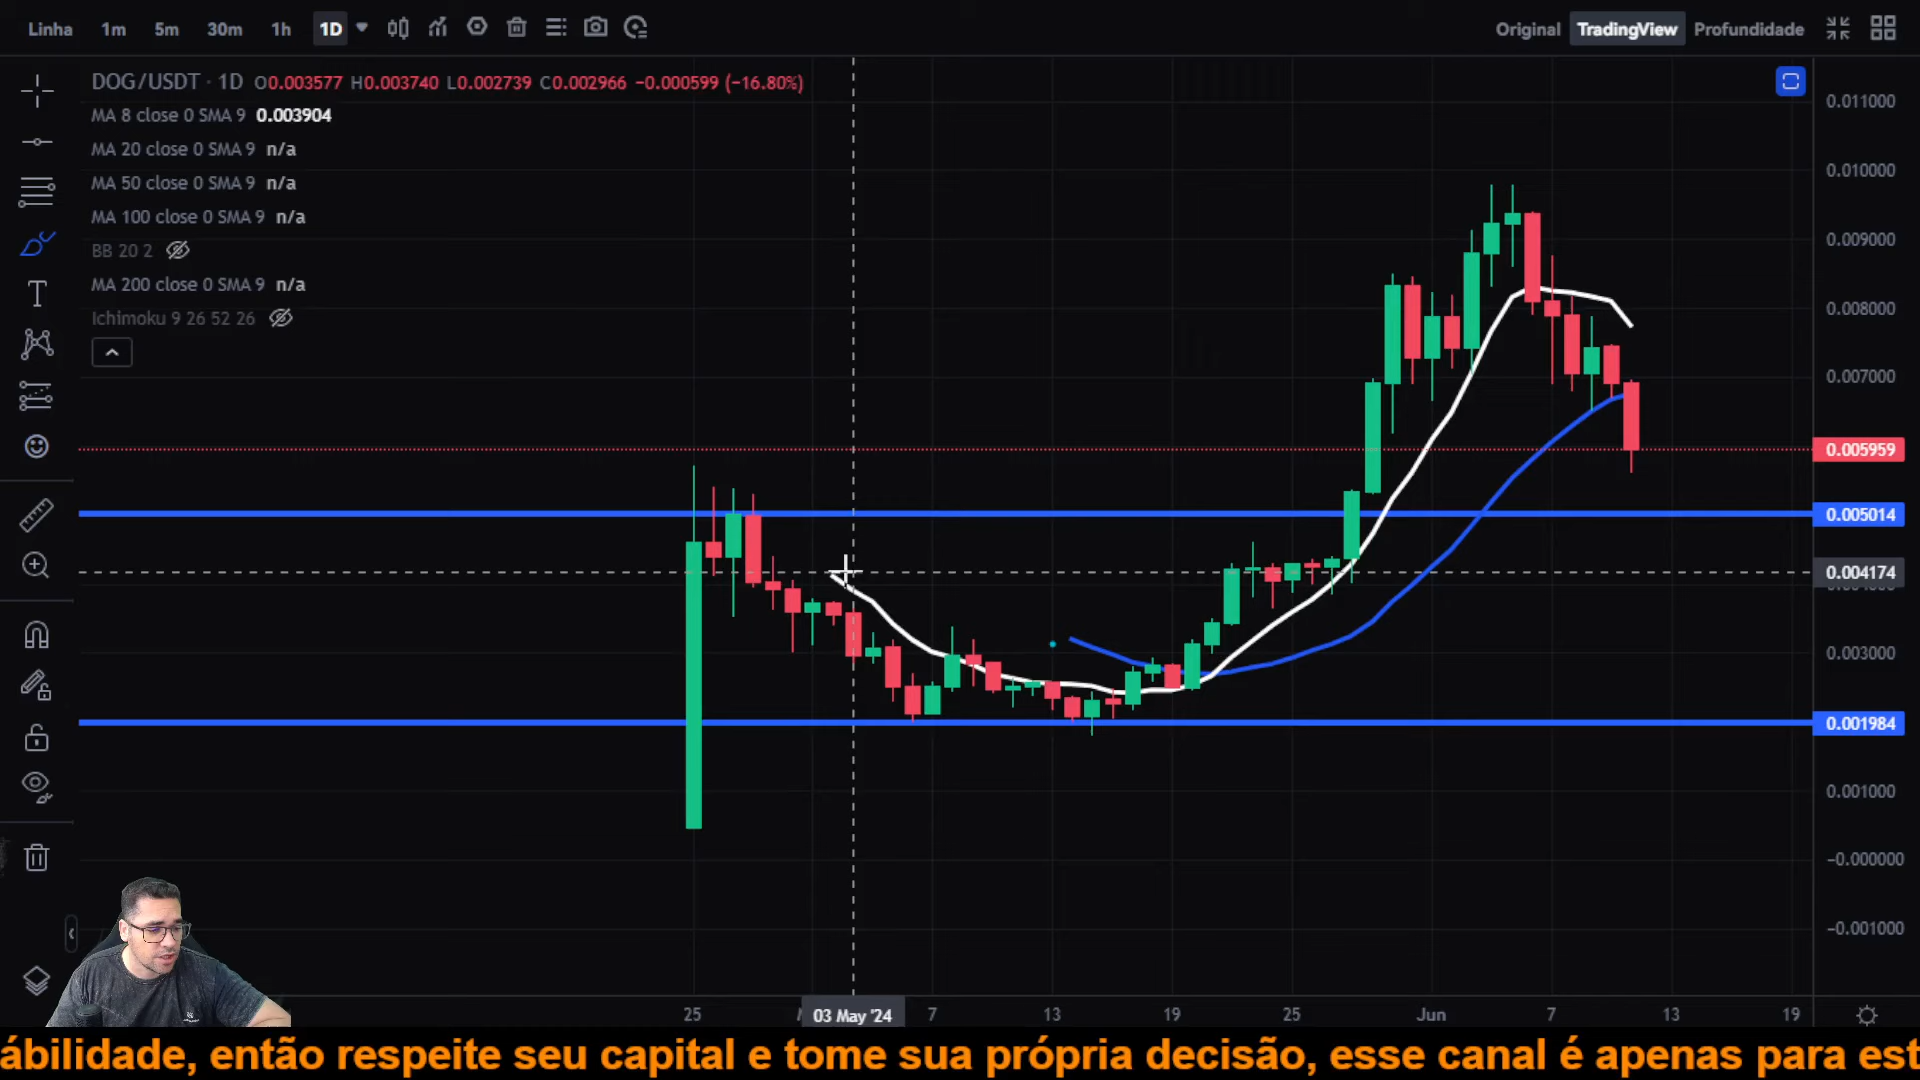 Linha 1m 5m 30m 1h 1D Original TradingView Profundidade
DOG/USDT · 1D O0.003577 H0.003740 L0.002739 C0.002966 −0.000599 (−16.80%)
MA 8 close 0 SMA 9 0.003904
MA 20 close 0 SMA 9 n/a
MA 50 close 0 SMA 9 n/a
MA 100 close 0 SMA 9 n/a
BB 20 2
MA 200 close 0 SMA 9 n/a
Ichimoku 9 26 52 26
0.011000
0.010000
0.009000
0.008000
0.007000
0.005959
0.005014
0.004174
0.003000
0.001984
0.001000
-0.000000
-0.001000
25 03 May '24 7 13 19 25 Jun 7 13 19
ábilidade, então respeite seu capital e tome sua própria decisão, esse canal é apenas para est